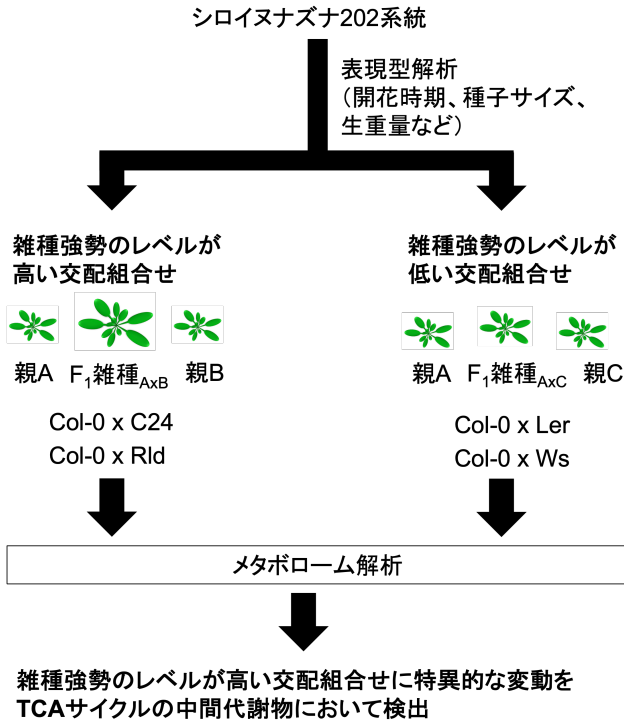 シロイヌナズナ202系統
表現型解析
（開花時期、種子サイズ、
生重量など）
雑種強勢のレベルが
高い交配組合せ
親A F₁雑種AxB 親B
Col-0 x C24
Col-0 x Rld
雑種強勢のレベルが
低い交配組合せ
親A F₁雑種AxC 親C
Col-0 x Ler
Col-0 x Ws
メタボローム解析
雑種強勢のレベルが高い交配組合せに特異的な変動を
TCAサイクルの中間代謝物において検出